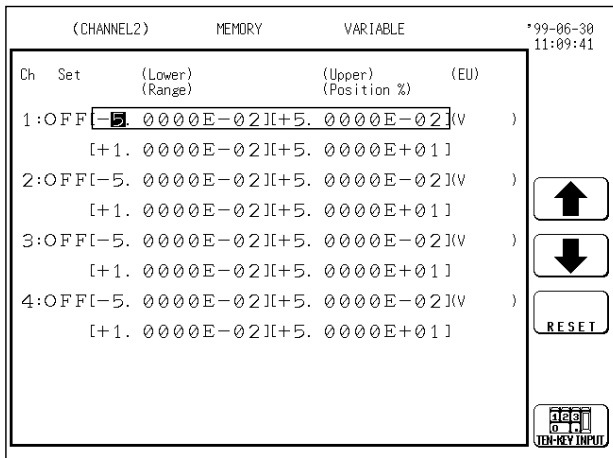 (CHANNEL2) MEMORY VARIABLE '99-06-30
11:09:41
Ch Set (Lower) (Upper) (EU)
(Range) (Position %)
1:OFF[-5. 0000E-02][+5. 0000E-02](V )
[+1. 0000E-02][+5. 0000E+01]
2:OFF[-5. 0000E-02][+5. 0000E-02](V )
[+1. 0000E-02][+5. 0000E+01]
3:OFF[-5. 0000E-02][+5. 0000E-02](V )
[+1. 0000E-02][+5. 0000E+01]
4:OFF[-5. 0000E-02][+5. 0000E-02](V )
[+1. 0000E-02][+5. 0000E+01]
RESET
1 2 3
0 .
TEN-KEY INPUT